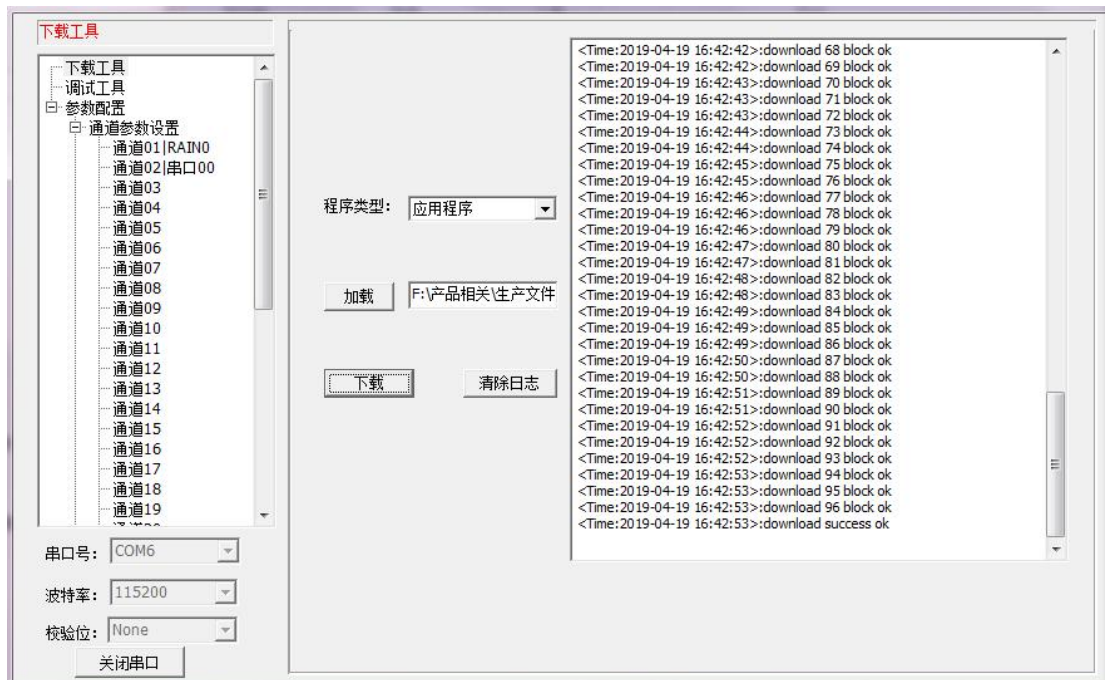 下载工具
下载工具
调试工具
参数配置
通道参数设置
通道01|RAIN0
通道02|串口00
通道03
通道04
通道05
通道06
通道07
通道08
通道09
通道10
通道11
通道12
通道13
通道14
通道15
通道16
通道17
通道18
通道19
串口号：
COM6
波特率：
115200
校验位：
None
关闭串口
程序类型：
应用程序
加载
F:\产品相关\生产文件
下载
清除日志
<Time:2019-04-19 16:42:42>:download 68 block ok
<Time:2019-04-19 16:42:42>:download 69 block ok
<Time:2019-04-19 16:42:43>:download 70 block ok
<Time:2019-04-19 16:42:43>:download 71 block ok
<Time:2019-04-19 16:42:43>:download 72 block ok
<Time:2019-04-19 16:42:44>:download 73 block ok
<Time:2019-04-19 16:42:44>:download 74 block ok
<Time:2019-04-19 16:42:45>:download 75 block ok
<Time:2019-04-19 16:42:45>:download 76 block ok
<Time:2019-04-19 16:42:46>:download 77 block ok
<Time:2019-04-19 16:42:46>:download 78 block ok
<Time:2019-04-19 16:42:46>:download 79 block ok
<Time:2019-04-19 16:42:47>:download 80 block ok
<Time:2019-04-19 16:42:47>:download 81 block ok
<Time:2019-04-19 16:42:48>:download 82 block ok
<Time:2019-04-19 16:42:48>:download 83 block ok
<Time:2019-04-19 16:42:49>:download 84 block ok
<Time:2019-04-19 16:42:49>:download 85 block ok
<Time:2019-04-19 16:42:49>:download 86 block ok
<Time:2019-04-19 16:42:50>:download 87 block ok
<Time:2019-04-19 16:42:50>:download 88 block ok
<Time:2019-04-19 16:42:51>:download 89 block ok
<Time:2019-04-19 16:42:51>:download 90 block ok
<Time:2019-04-19 16:42:52>:download 91 block ok
<Time:2019-04-19 16:42:52>:download 92 block ok
<Time:2019-04-19 16:42:52>:download 93 block ok
<Time:2019-04-19 16:42:53>:download 94 block ok
<Time:2019-04-19 16:42:53>:download 95 block ok
<Time:2019-04-19 16:42:53>:download 96 block ok
<Time:2019-04-19 16:42:53>:download success ok